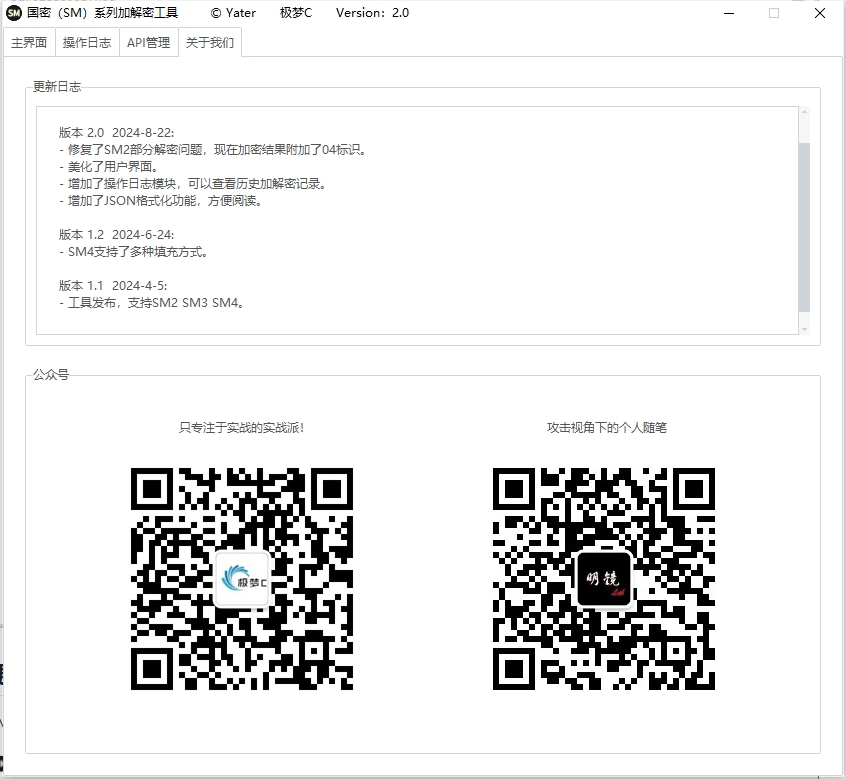 SM 国密（SM）系列加解密工具 © Yater 极梦C Version: 2.0
主界面 操作日志 API管理 关于我们
更新日志
版本 2.0 2024-8-22:
- 修复了SM2部分解密问题，现在加密结果附加了04标识。
- 美化了用户界面。
- 增加了操作日志模块，可以查看历史加解密记录。
- 增加了JSON格式化功能，方便阅读。
版本 1.2 2024-6-24:
- SM4支持了多种填充方式。
版本 1.1 2024-4-5:
- 工具发布，支持SM2 SM3 SM4。
公众号
只专注于实战的实战派！
攻击视角下的个人随笔
极梦C
明镜